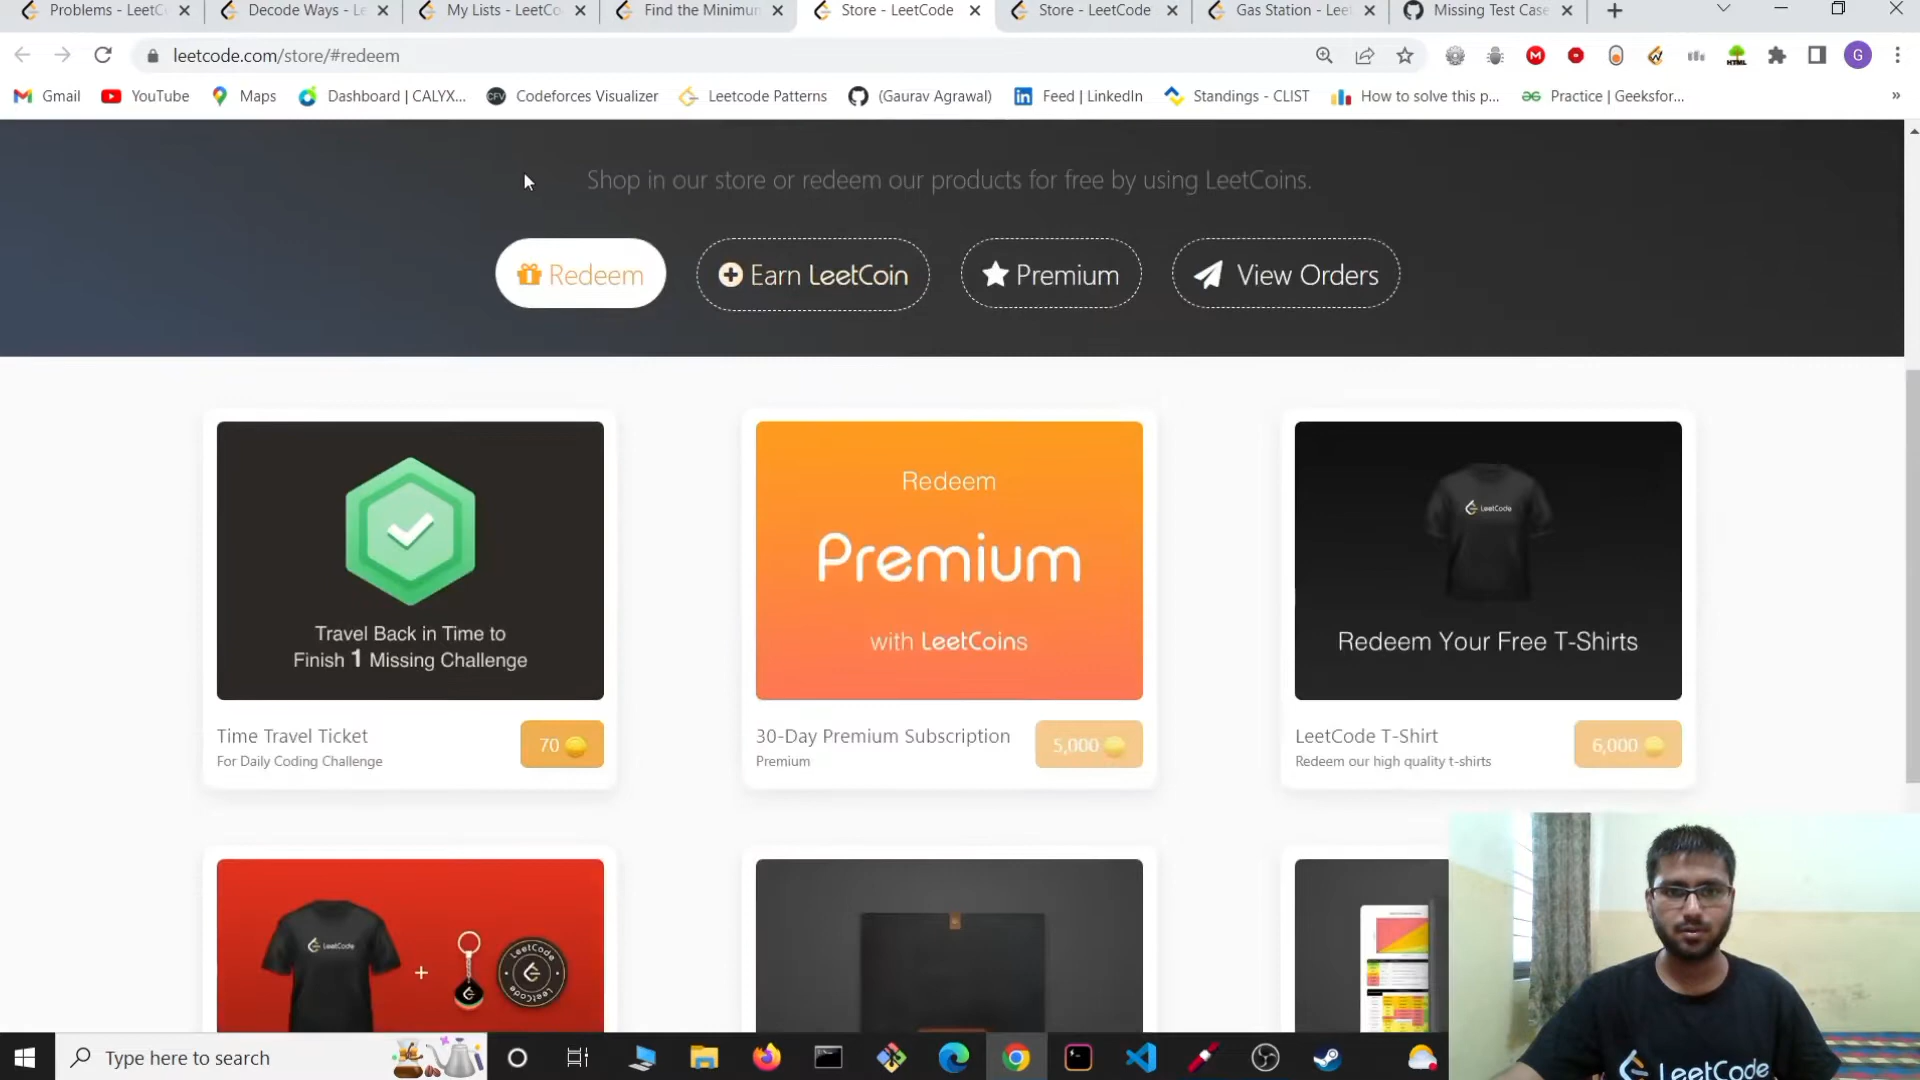 Problems - LeetC
Decode Ways - Le
My Lists - LeetCo
Find the Minimu
Store - LeetCode
Store - LeetCode
Gas Station - Lee
Missing Test Case
leetcode.com/store/#redeem
G
Gmail
YouTube
Maps
Dashboard | CALYX...
Codeforces Visualizer
Leetcode Patterns
(Gaurav Agrawal)
Feed | LinkedIn
Standings - CLIST
How to solve this p...
Practice | Geeksfor...
»
Shop in our store or redeem our products for free by using LeetCoins.
Redeem
Earn LeetCoin
Premium
View Orders
Travel Back in Time to
Finish 1 Missing Challenge
Redeem
Premium
with LeetCoins
LeetCode
Redeem Your Free T-Shirts
Time Travel Ticket
For Daily Coding Challenge
70
30-Day Premium Subscription
Premium
5,000
LeetCode T-Shirt
Redeem our high quality t-shirts
6,000
LeetCode
+
LeetCode
LeetCode
Type here to search
LEETCODE